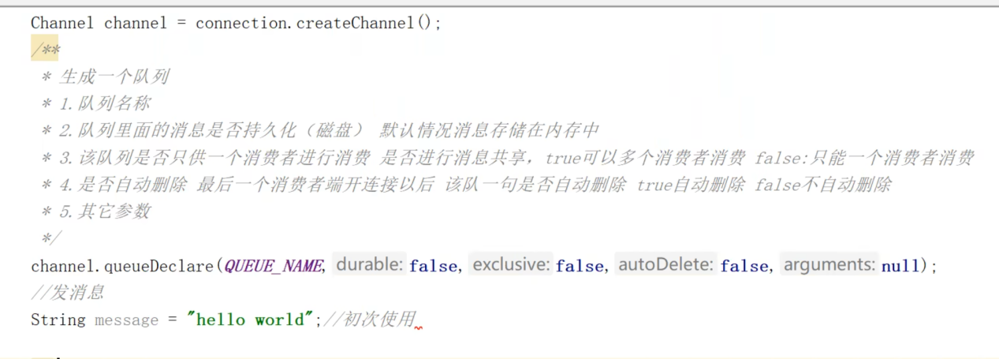 Channel channel = connection.createChannel();
/**
* 生成一个队列
* 1.队列名称
* 2.队列里面的消息是否持久化（磁盘） 默认情况消息存储在内存中
* 3.该队列是否只供一个消费者进行消费 是否进行消息共享，true可以多个消费者消费 false:只能一个消费者消费
* 4.是否自动删除 最后一个消费者端开连接以后 该队一句是否自动删除 true自动删除 false不自动删除
* 5.其它参数
*/
channel.queueDeclare(QUEUE_NAME, durable: false, exclusive: false, autoDelete: false, arguments: null);
//发消息
String message = "hello world";//初次使用